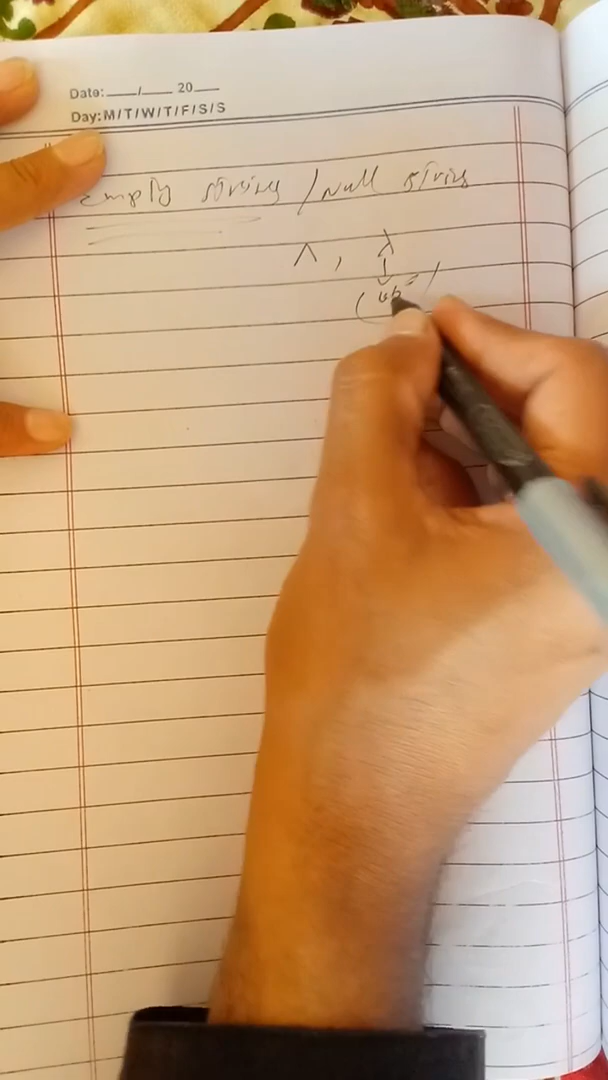 Date: ___/___ 20___
Day: M/T/W/T/F/S/S
empty string / Null string
Λ , λ